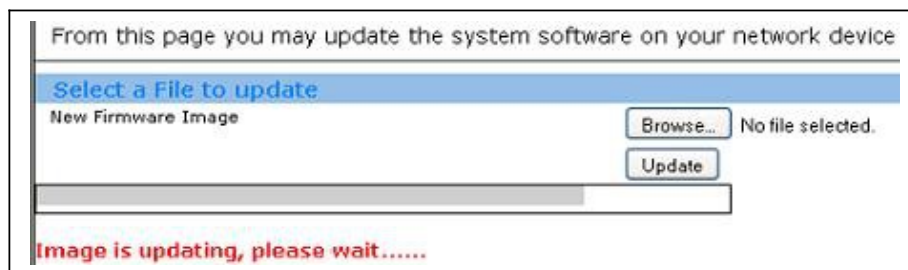 From this page you may update the system software on your network device
Select a File to update
New Firmware Image
Browse... No file selected.
Update
Image is updating, please wait......